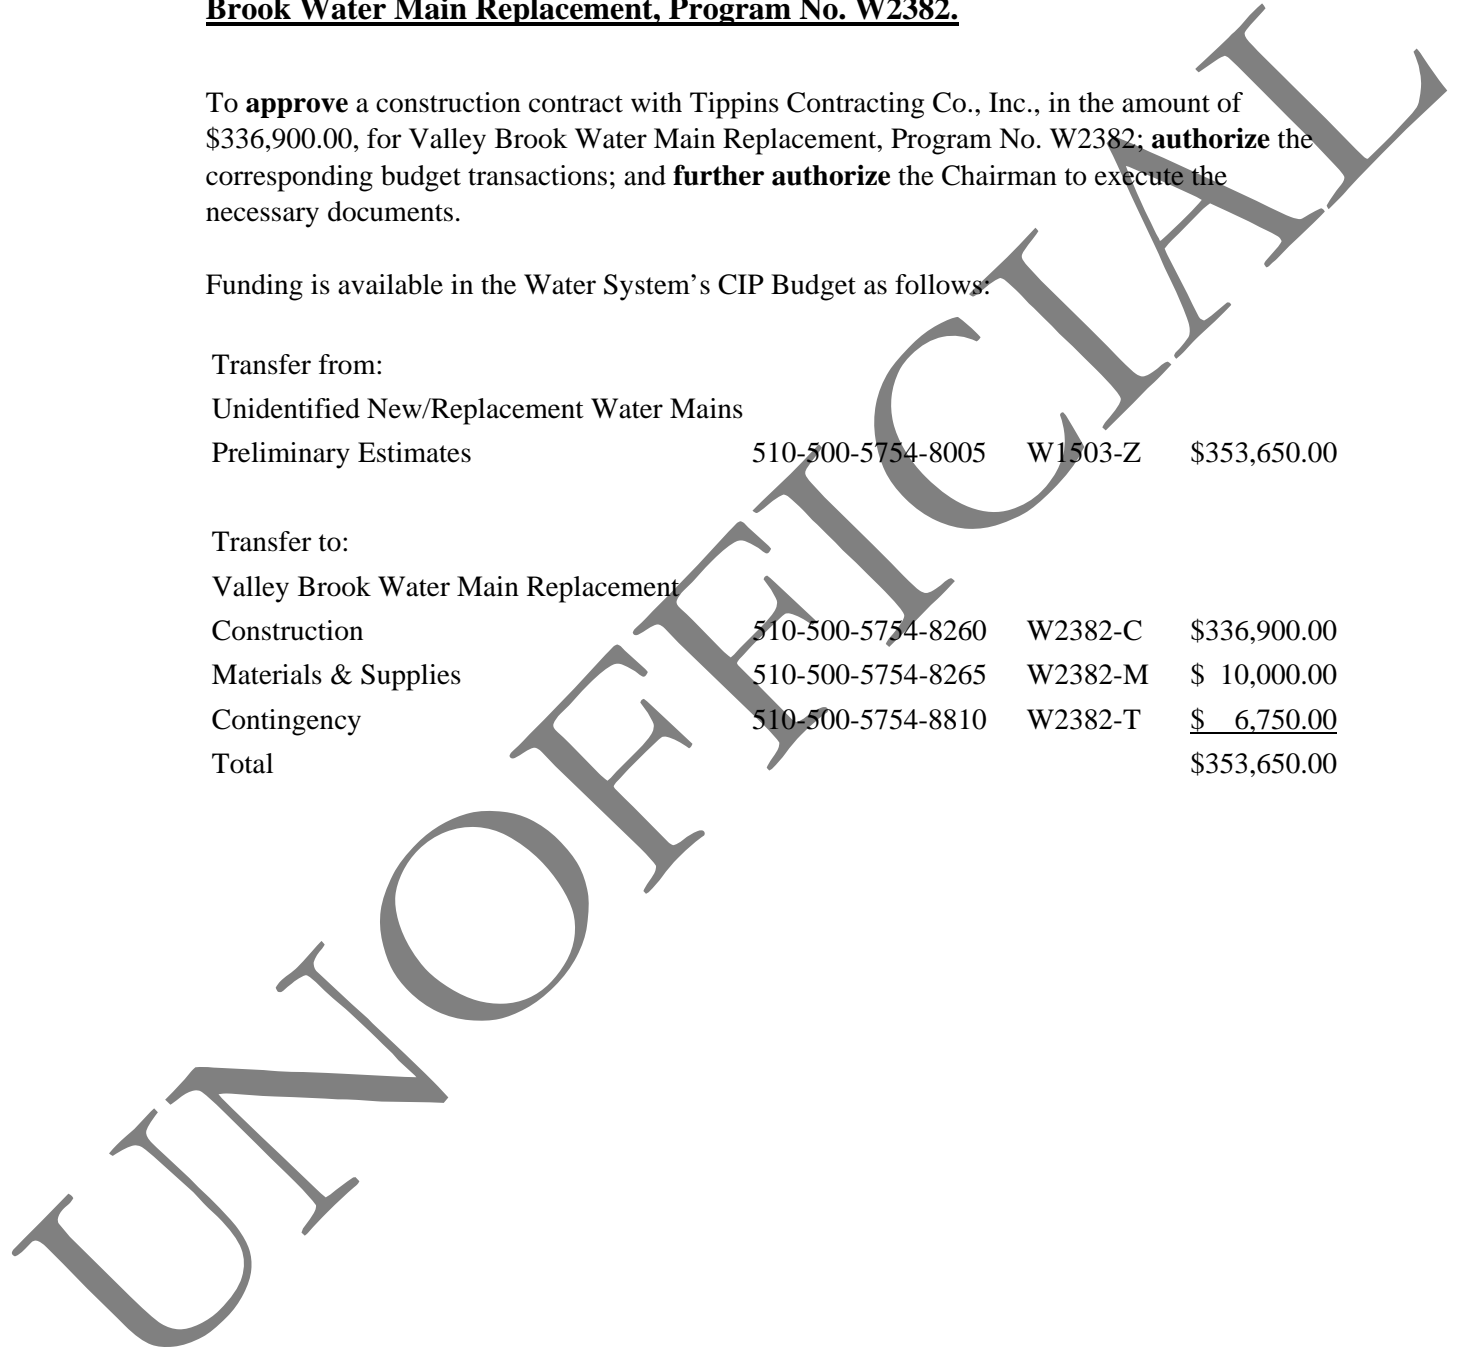 Brook Water Main Replacement, Program No. W2382.
To approve a construction contract with Tippins Contracting Co., Inc., in the amount of
$336,900.00, for Valley Brook Water Main Replacement, Program No. W2382; authorize the
corresponding budget transactions; and further authorize the Chairman to execute the
necessary documents.
Funding is available in the Water System’s CIP Budget as follows:
Transfer from:
Unidentified New/Replacement Water Mains
Preliminary Estimates 510-500-5754-8005 W1503-Z $353,650.00
Transfer to:
Valley Brook Water Main Replacement
Construction 510-500-5754-8260 W2382-C $336,900.00
Materials & Supplies 510-500-5754-8265 W2382-M $ 10,000.00
Contingency 510-500-5754-8810 W2382-T $ 6,750.00
Total $353,650.00
UNOFFICIAL